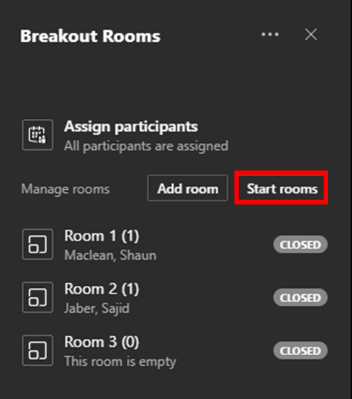 Breakout Rooms
Assign participants
All participants are assigned
Manage rooms Add room Start rooms
Room 1 (1)
CLOSED
Maclean, Shaun
Room 2 (1)
CLOSED
Jaber, Sajid
Room 3 (0)
CLOSED
This room is empty